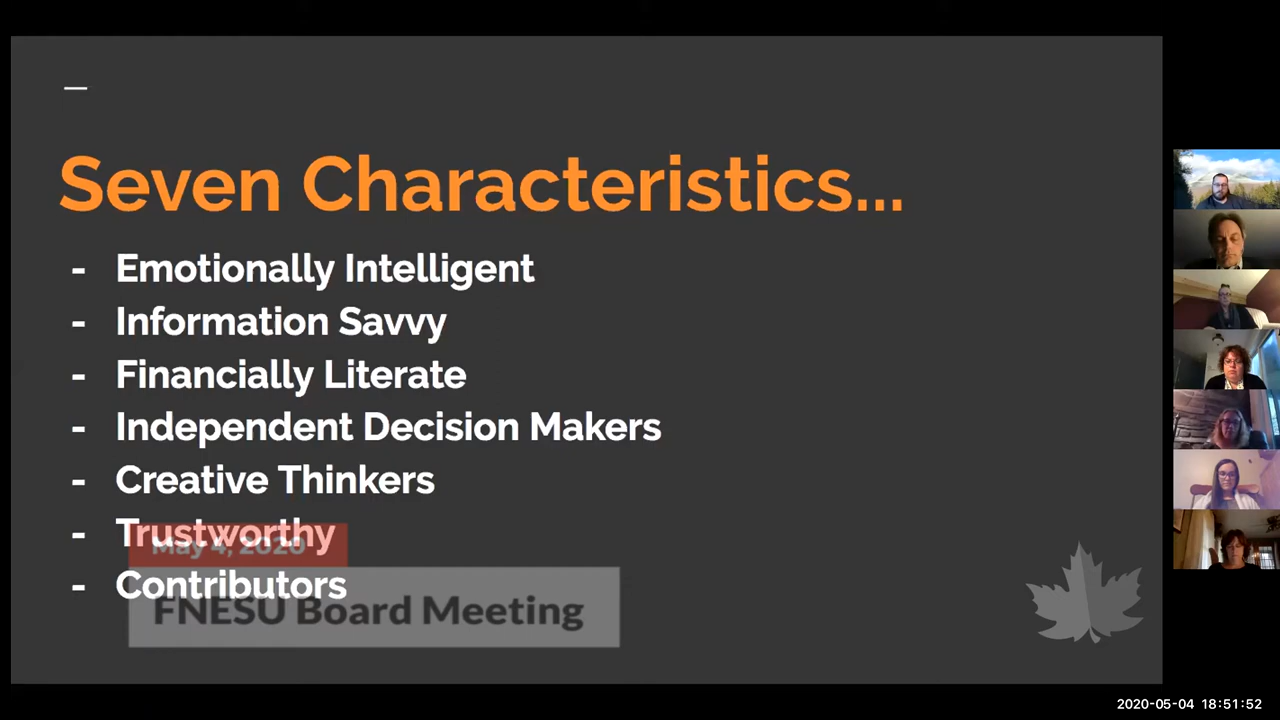 Seven Characteristics...
- Emotionally Intelligent
- Information Savvy
- Financially Literate
- Independent Decision Makers
- Creative Thinkers
- Trustworthy
May 4, 2020
- Contributors
FNESU Board Meeting
2020-05-04 18:51:52